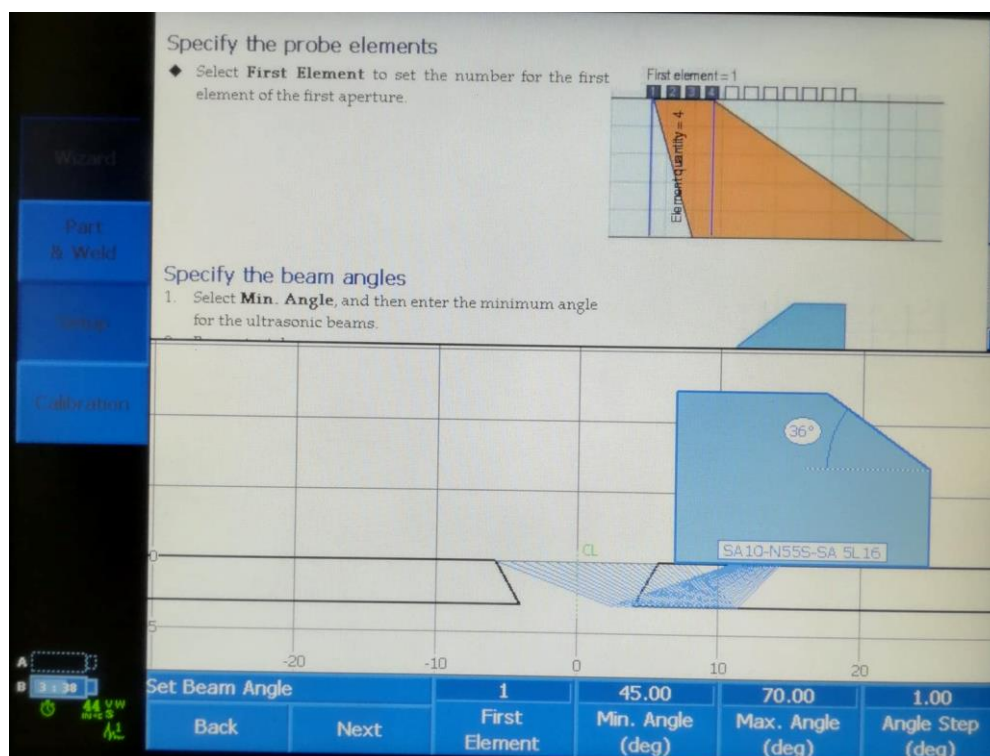 Specify the probe elements
◆ Select First Element to set the number for the first
element of the first aperture.
First element = 1
1 2 3 4
Element quantity = 4
Wizard
Part
& Weld
Setup
Calibration
Specify the beam angles
1. Select Min. Angle, and then enter the minimum angle
for the ultrasonic beams.
36°
CL
SA10-N55S-SA 5L16
0
5
-20
-10
0
10
20
A
B 3:38
44
Set Beam Angle
1
45.00
70.00
1.00
Back
Next
First
Element
Min. Angle
(deg)
Max. Angle
(deg)
Angle Step
(deg)